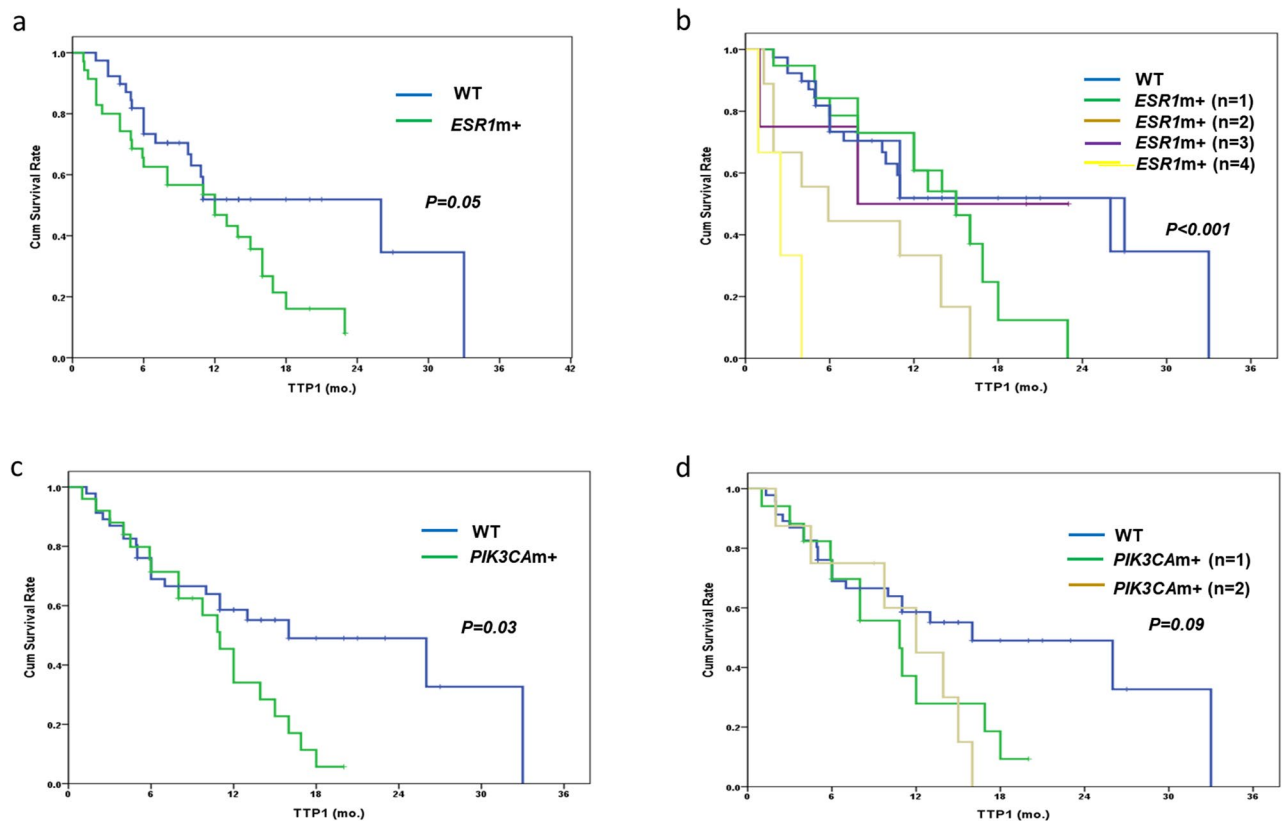 a
Cum Survival Rate
1.0
0.8
0.6
0.4
0.2
0.0
0 6 12 18 24 30 36 42
TTP1 (mo.)
WT
ESR1m+
P=0.05
b
Cum Survival Rate
1.0
0.8
0.6
0.4
0.2
0.0
0 6 12 18 24 30 36
TTP1 (mo.)
WT
ESR1m+ (n=1)
ESR1m+ (n=2)
ESR1m+ (n=3)
ESR1m+ (n=4)
P<0.001
c
Cum Survival Rate
1.0
0.8
0.6
0.4
0.2
0.0
0 6 12 18 24 30 36
TTP1 (mo.)
WT
PIK3CAm+
P=0.03
d
Cum Survival Rate
1.0
0.8
0.6
0.4
0.2
0.0
0 6 12 18 24 30 36
TTP1 (mo.)
WT
PIK3CAm+ (n=1)
PIK3CAm+ (n=2)
P=0.09